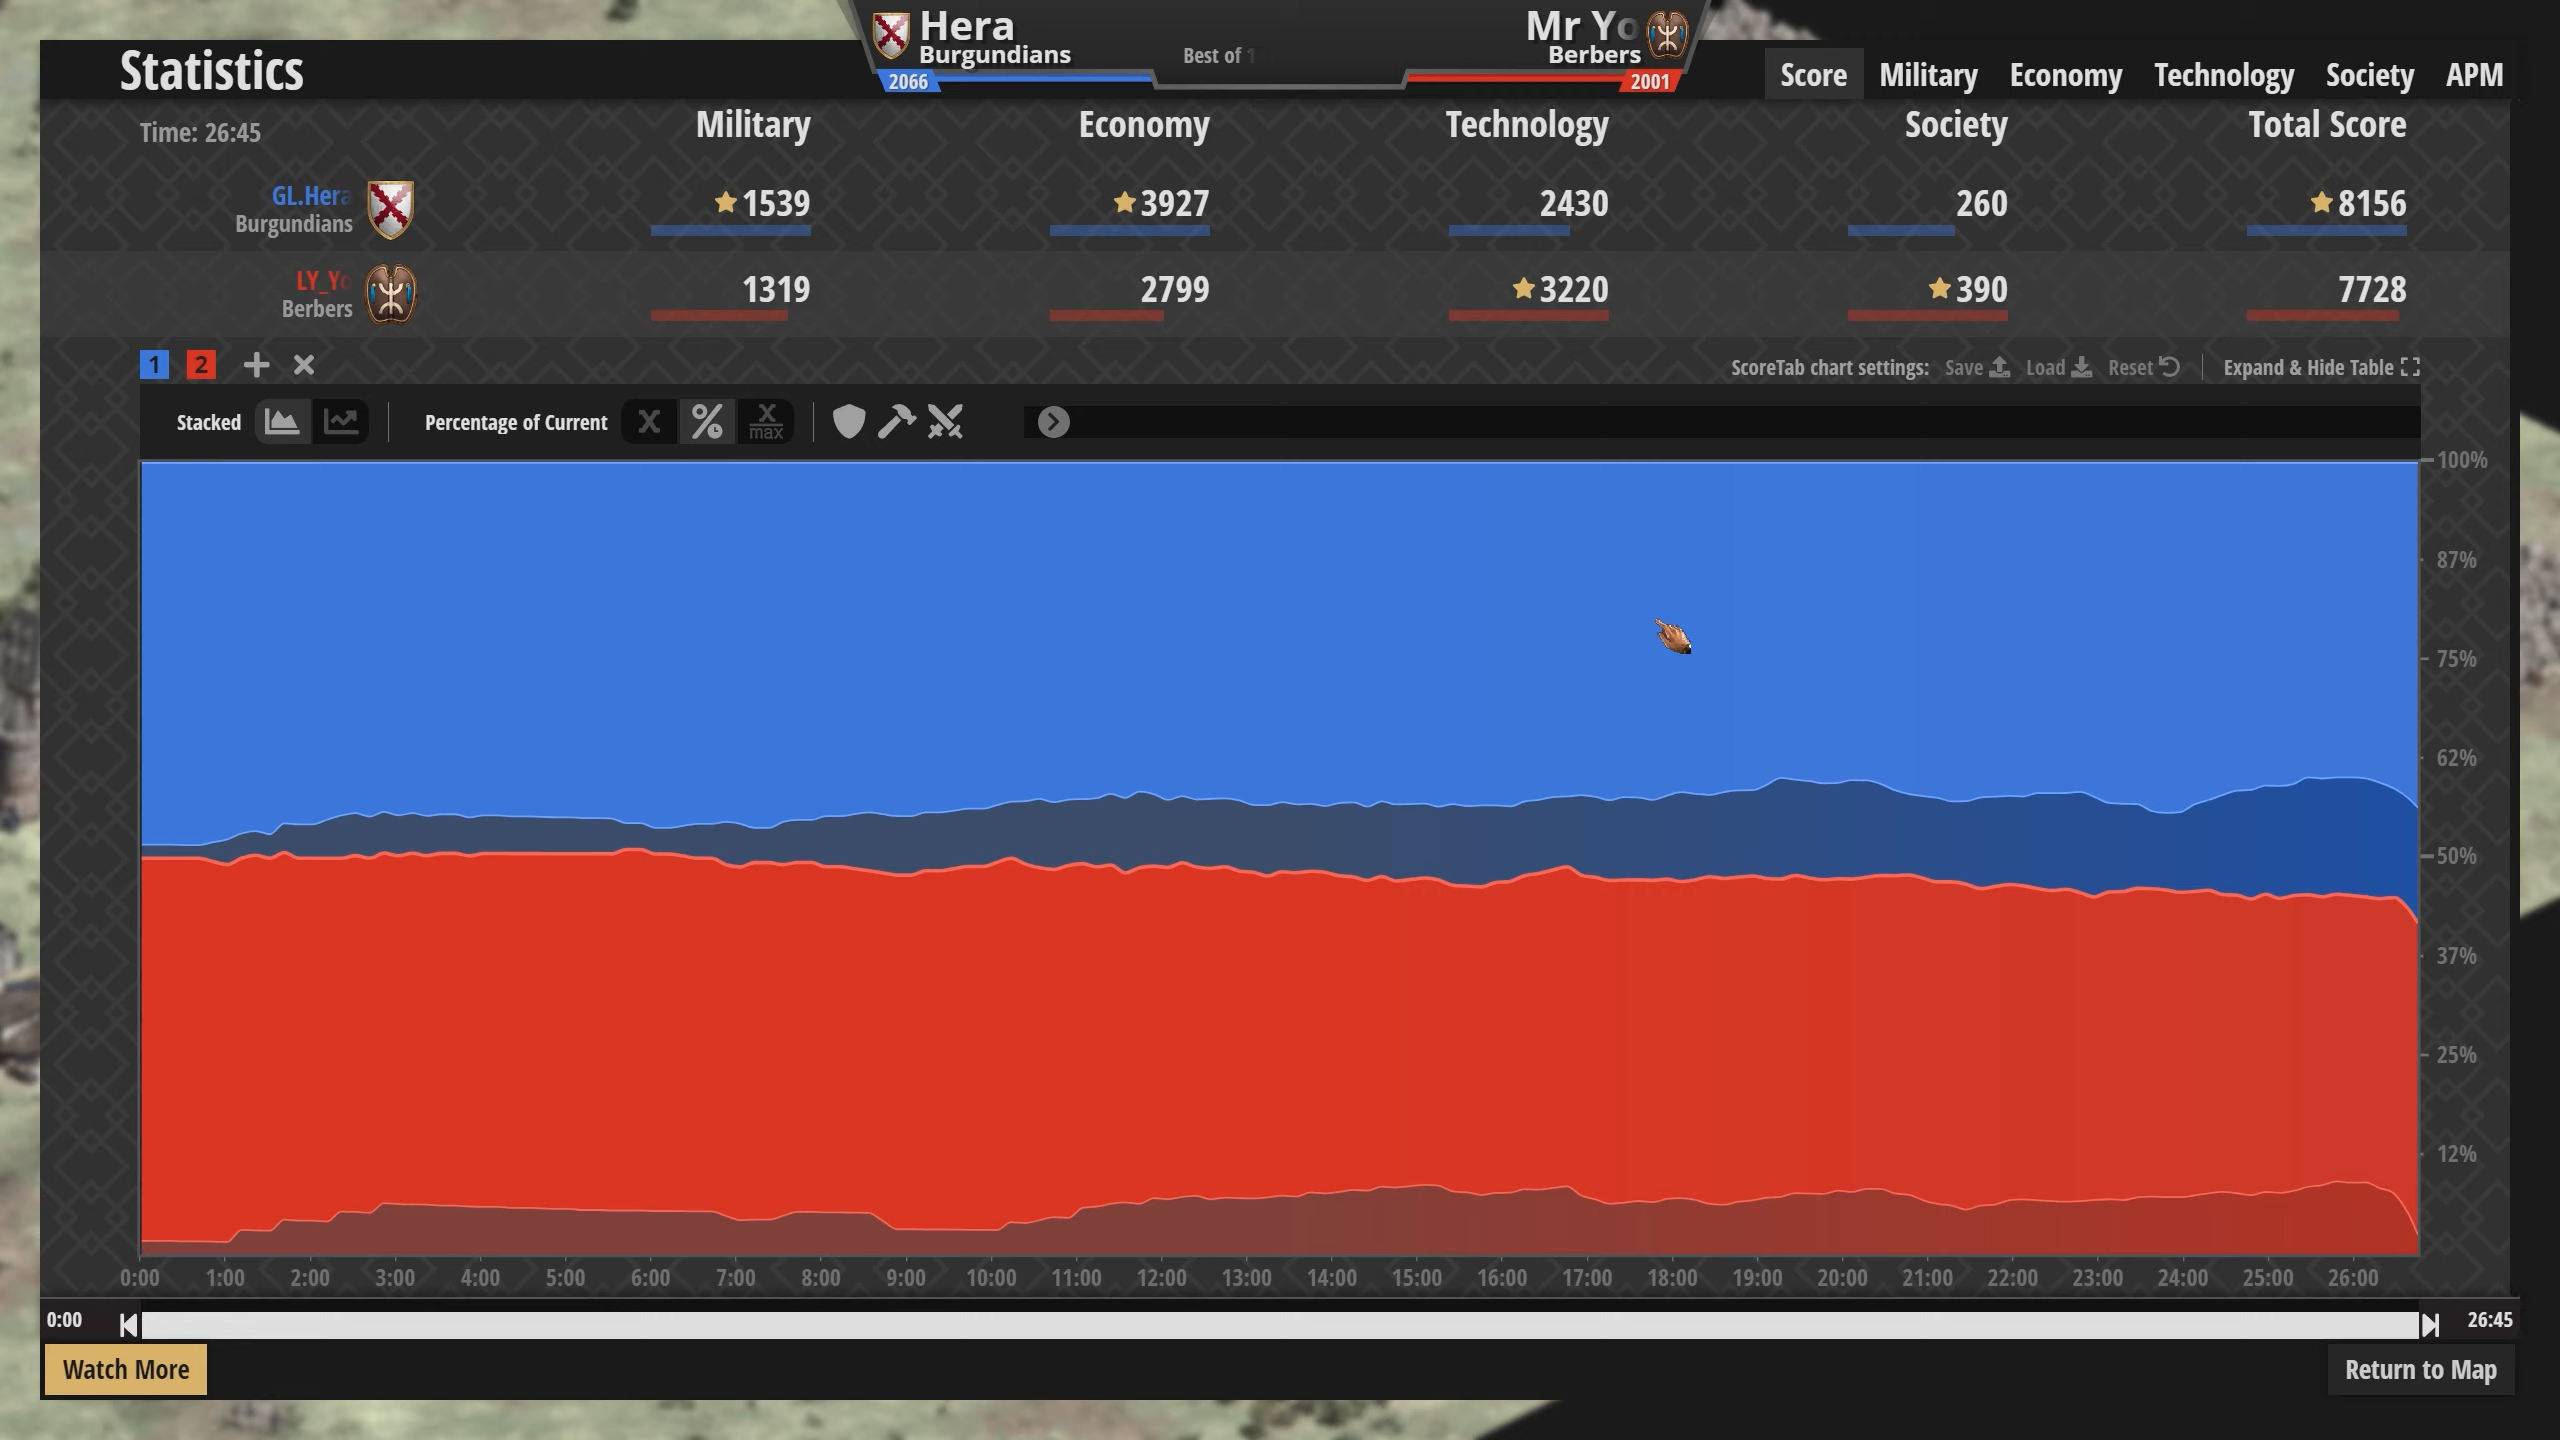 Hera
Burgundians
2066
Best of 1
Mr Yo
Berbers
2001
Statistics
Score Military Economy Technology Society APM
Time: 26:45
Military Economy Technology Society Total Score
GL.Hera
Burgundians
1539 3927 2430 260 8156
LY_Yo
Berbers
1319 2799 3220 390 7728
1 2
ScoreTab chart settings: Save Load Reset Expand & Hide Table
Stacked
Percentage of Current
X
%
X
max
100%
87%
75%
62%
50%
37%
25%
12%
0:00 1:00 2:00 3:00 4:00 5:00 6:00 7:00 8:00 9:00 10:00 11:00 12:00 13:00 14:00 15:00 16:00 17:00 18:00 19:00 20:00 21:00 22:00 23:00 24:00 25:00 26:00
0:00
26:45
Watch More
Return to Map